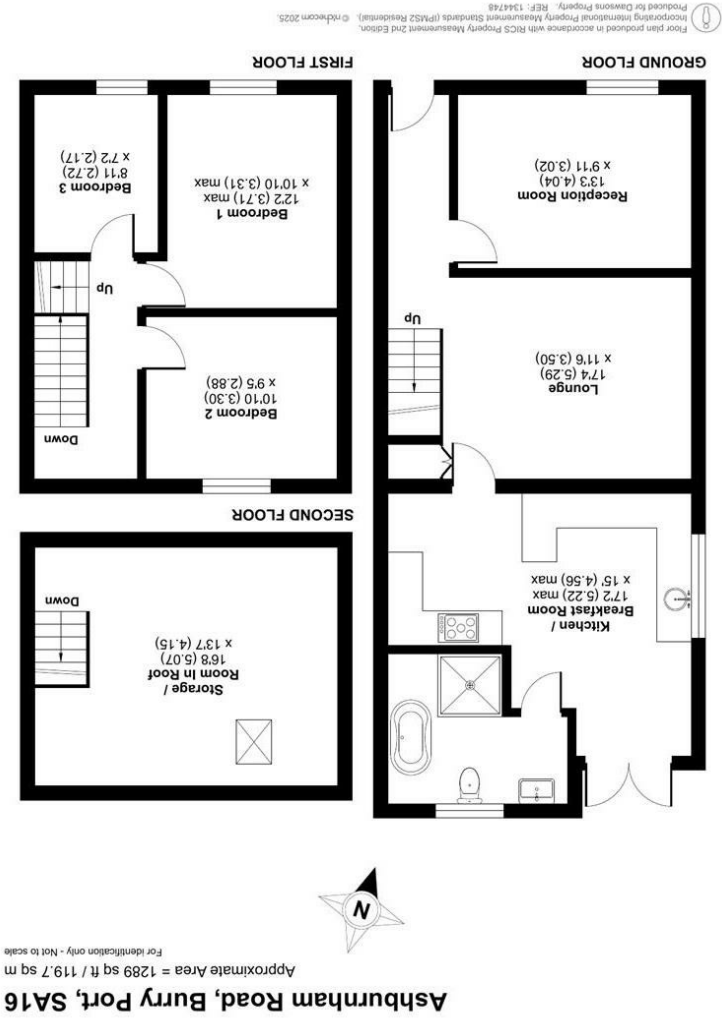 Ashburnham Road, Burry Port, SA16
Approximate Area = 1289 sq ft / 119.7 sq m
For identification only - Not to scale
N
Down
Storage /
Room In Roof
16'8 (5.07)
x 13'7 (4.15)
SECOND FLOOR
Kitchen /
Breakfast Room
17'2 (5.22) max
x 15' (4.56) max
Lounge
17'4 (5.29)
x 11'6 (3.50)
Up
Reception Room
13'3 (4.04)
x 9'11 (3.02)
GROUND FLOOR
Down
Bedroom 2
10'10 (3.30)
x 9'5 (2.88)
Up
Bedroom 1
12'2 (3.71) max
x 10'10 (3.31) max
Bedroom 3
8'11 (2.72)
x 7'2 (2.17)
FIRST FLOOR
Floor plan produced in accordance with RICS Property Measurement 2nd Edition,
Incorporating International Property Measurement Standards (IPMS2 Residential). © nichecom 2025.
Produced for Dawsons Property. REF: 1344748